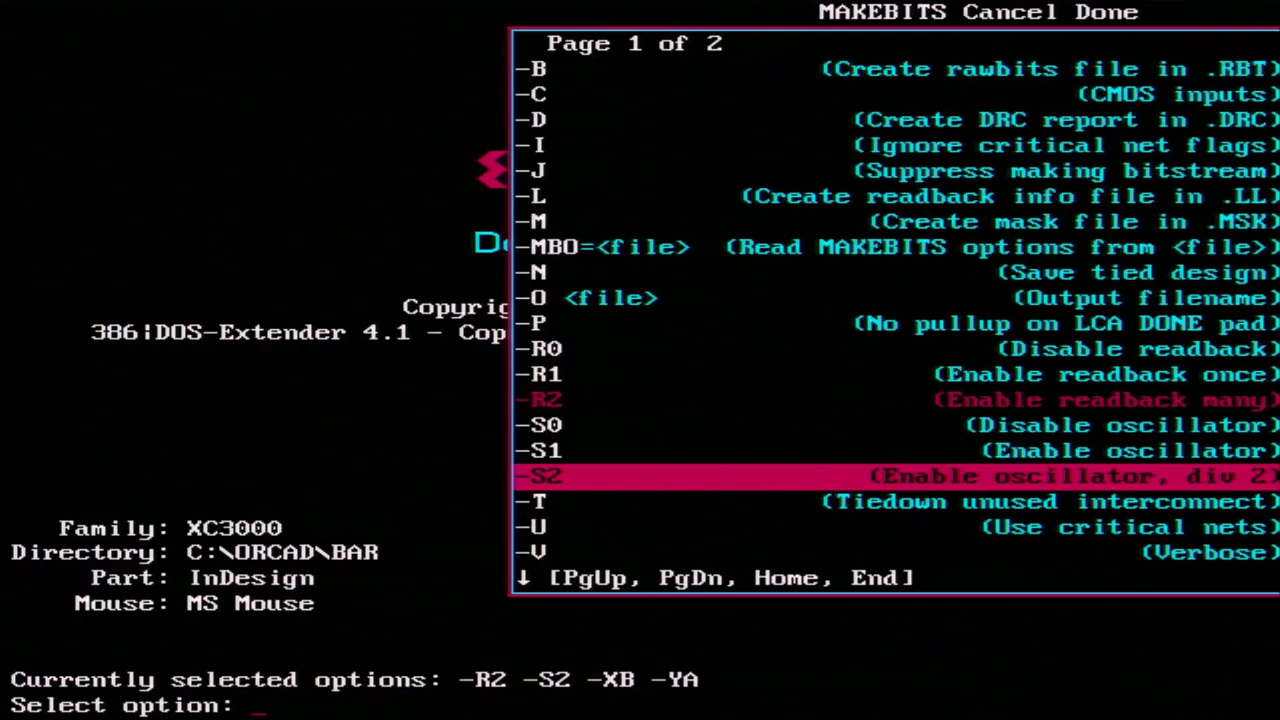 MAKEBITS Cancel Done
Page 1 of 2
-B (Create rawbits file in .RBT)
-C (CMOS inputs)
-D (Create DRC report in .DRC)
-I (Ignore critical net flags)
-J (Suppress making bitstream)
-L (Create readback info file in .LL)
-M (Create mask file in .MSK)
-MBO=<file> (Read MAKEBITS options from <file>)
-N (Save tied design)
-O <file> (Output filename)
-P (No pullup on LCA DONE pad)
-R0 (Disable readback)
-R1 (Enable readback once)
-R2 (Enable readback many)
-S0 (Disable oscillator)
-S1 (Enable oscillator)
-S2 (Enable oscillator, div 2)
-T (Tiedown unused interconnect)
-U (Use critical nets)
-V (Verbose)
↓ [PgUp, PgDn, Home, End]
De
Copyrig
386|DOS-Extender 4.1 - Cop
Family: XC3000
Directory: C:\ORCAD\BAR
Part: InDesign
Mouse: MS Mouse
Currently selected options: -R2 -S2 -XB -YA
Select option: _